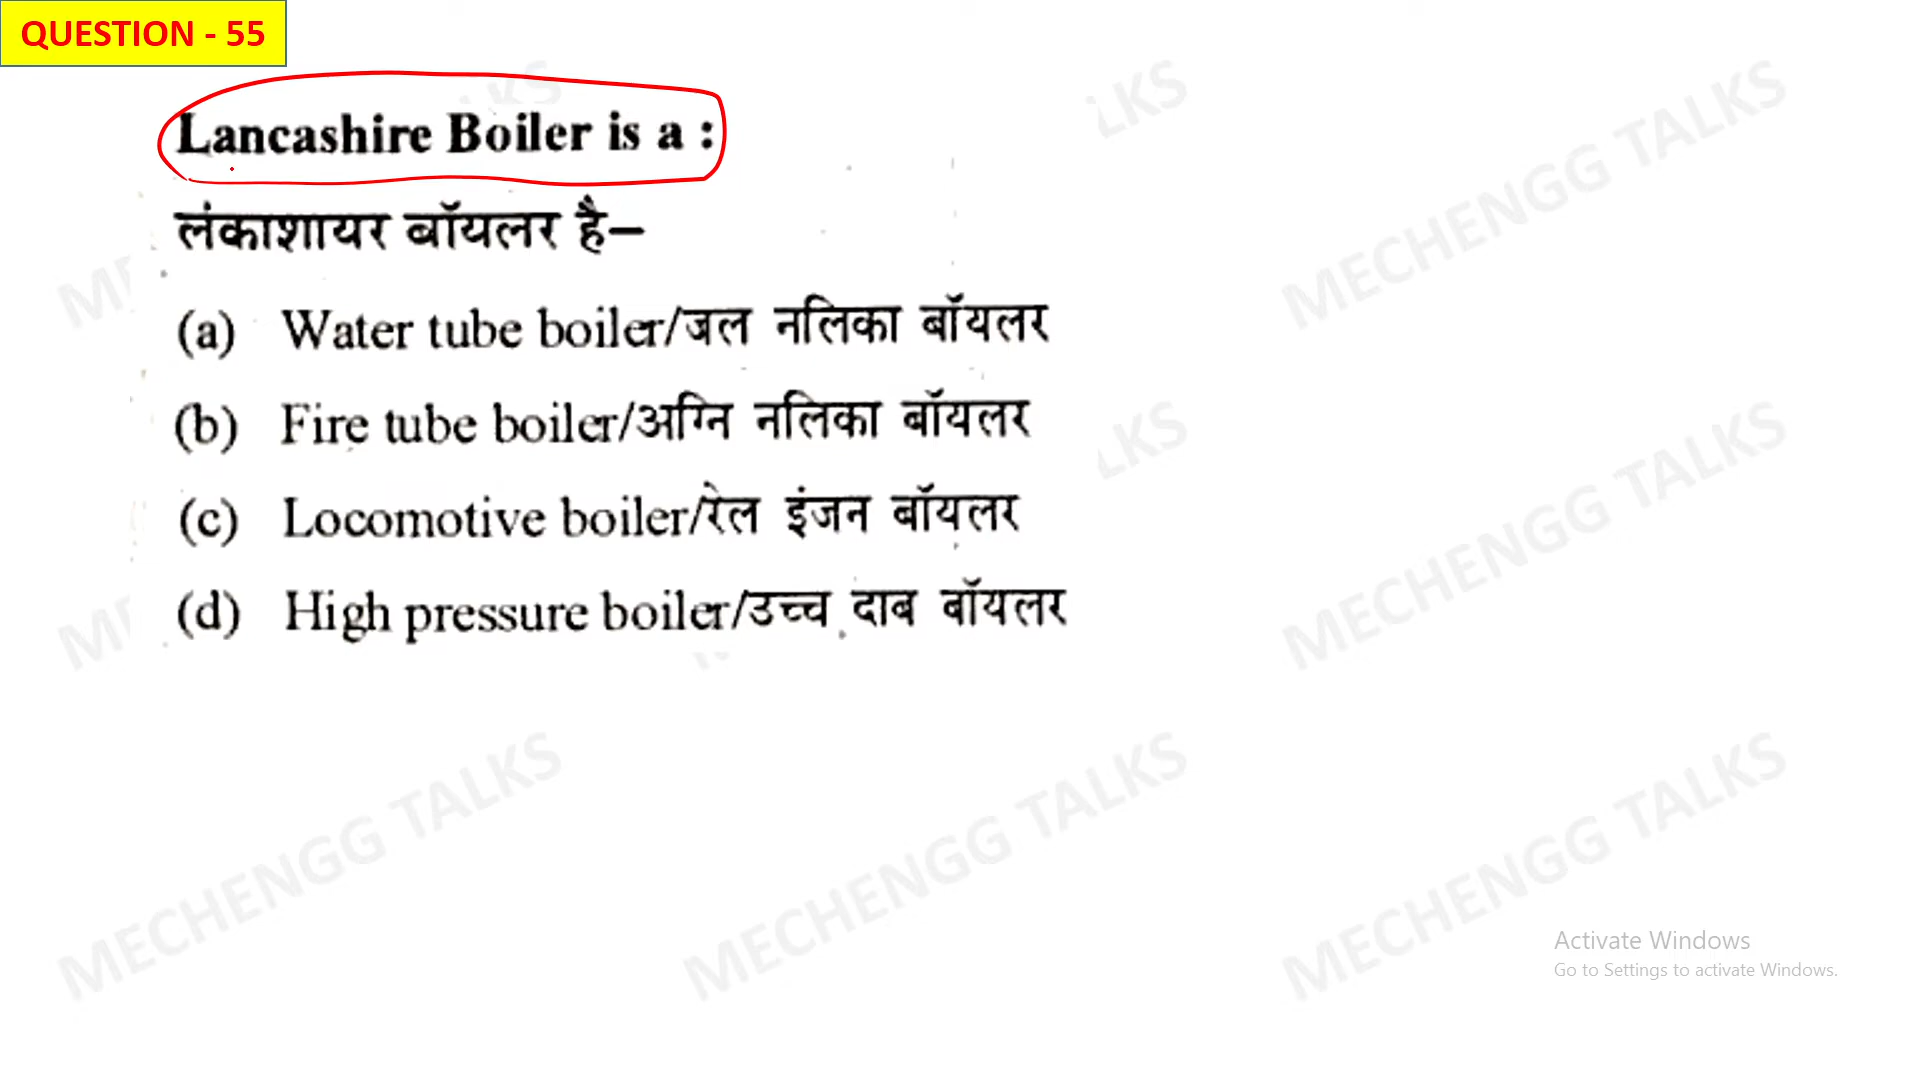 QUESTION - 55
Lancashire Boiler is a :
लंकाशायर बॉयलर है–
(a) Water tube boiler/जल नलिका बॉयलर
(b) Fire tube boiler/अग्नि नलिका बॉयलर
(c) Locomotive boiler/रेल इंजन बॉयलर
(d) High pressure boiler/उच्च दाब बॉयलर
MECHENGG TALKS
MECHENGG TALKS
MECHENGG TALKS
MECHENGG TALKS
MECHENGG TALKS
Activate Windows
Go to Settings to activate Windows.